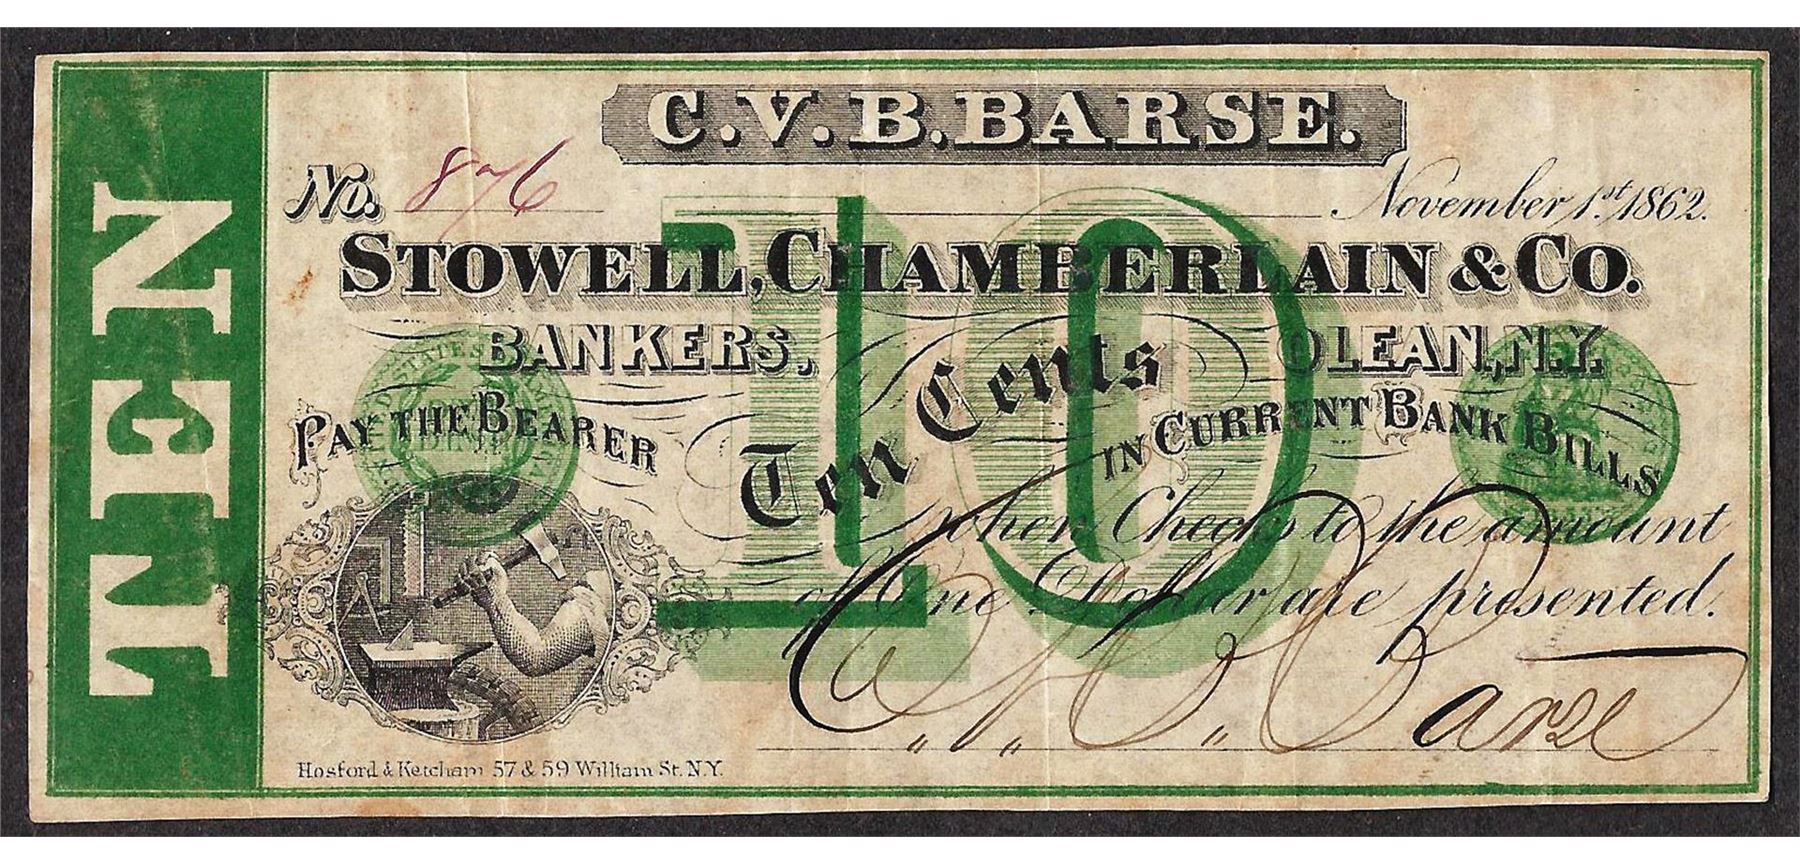 TEN
C. V. B. BARSE.
No. 876 November 1st 1862.
STOWELL, CHAMBERLAIN & CO.
BANKERS, OLEAN, N.Y.
10
PAY THE BEARER Ten Cents IN CURRENT BANK BILLS
when Checks to the amount
of One Dollar are presented.
C. V. B. Barse
Hosford & Ketcham 57 & 59 William St. N.Y.